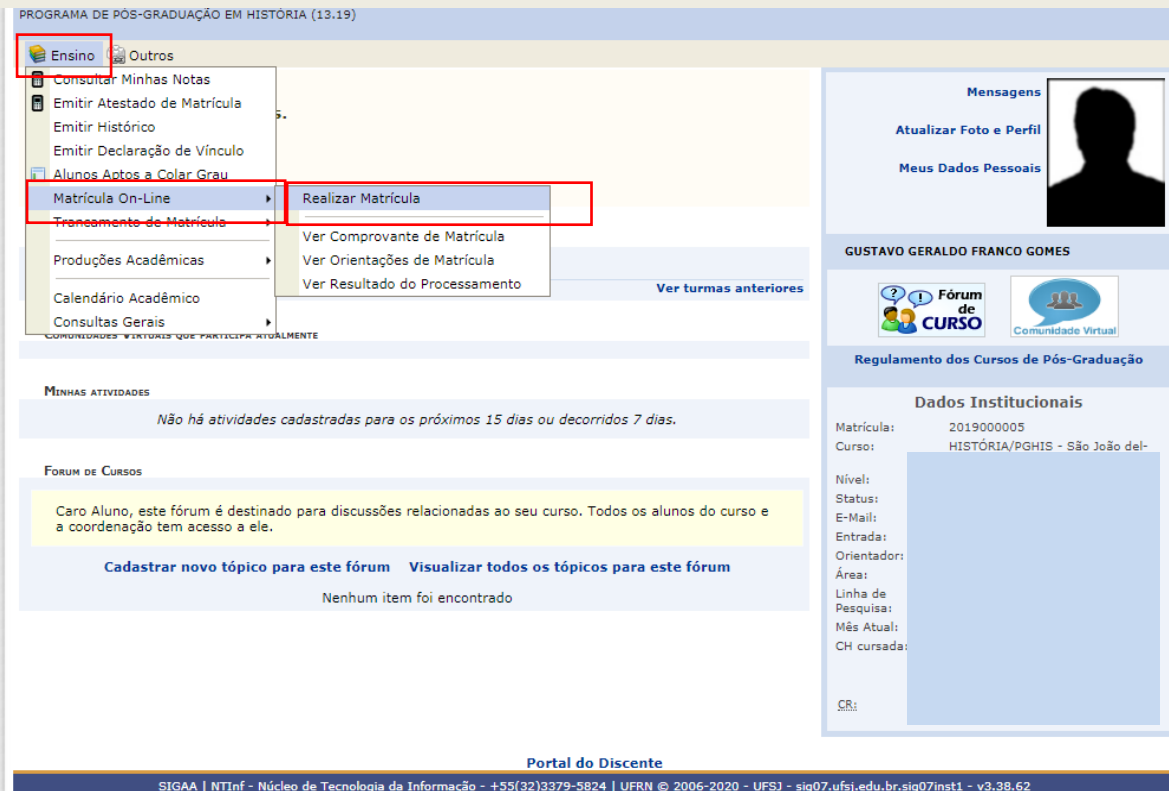 PROGRAMA DE PÓS-GRADUAÇÃO EM HISTÓRIA (13.19)
Ensino Outros
Consultar Minhas Notas
Emitir Atestado de Matrícula
s.
Emitir Histórico
Emitir Declaração de Vínculo
Alunos Aptos a Colar Grau
Matrícula On-Line
Realizar Matrícula
Trancamento de Matrícula
Ver Comprovante de Matrícula
Produções Acadêmicas
Ver Orientações de Matrícula
Ver Resultado do Processamento
Calendário Acadêmico
Consultas Gerais
Ver turmas anteriores
Comunidades Virtuais que participa atualmente
Minhas atividades
Não há atividades cadastradas para os próximos 15 dias ou decorridos 7 dias.
Forum de Cursos
Caro Aluno, este fórum é destinado para discussões relacionadas ao seu curso. Todos os alunos do curso e
a coordenação tem acesso a ele.
Cadastrar novo tópico para este fórum Visualizar todos os tópicos para este fórum
Nenhum item foi encontrado
Mensagens
Atualizar Foto e Perfil
Meus Dados Pessoais
GUSTAVO GERALDO FRANCO GOMES
Fórum
de
CURSO
Comunidade Virtual
Regulamento dos Cursos de Pós-Graduação
Dados Institucionais
Matrícula: 2019000005
Curso: HISTÓRIA/PGHIS - São João del-
Nível:
Status:
E-Mail:
Entrada:
Orientador:
Área:
Linha de
Pesquisa:
Mês Atual:
CH cursada:
CR:
Portal do Discente
SIGAA | NTInf - Núcleo de Tecnologia da Informação - +55(32)3379-5824 | UFRN © 2006-2020 - UFSJ - sig07.ufsj.edu.br.sig07inst1 - v3.38.62